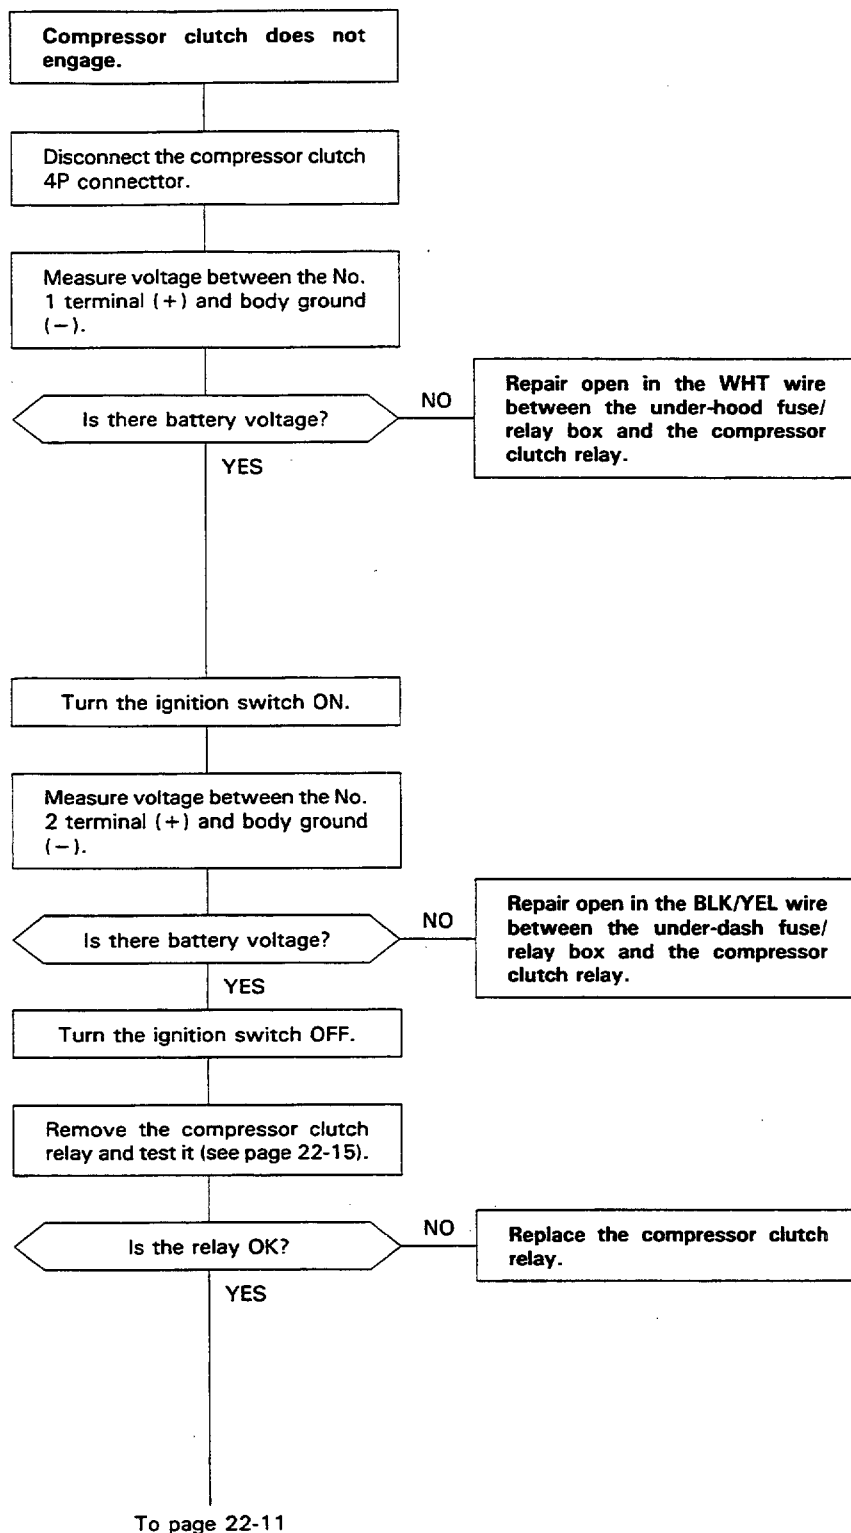 Compressor clutch does not
engage.
Disconnect the compressor clutch
4P connecttor.
Measure voltage between the No.
1 terminal (+) and body ground
(−).
Is there battery voltage?
NO
Repair open in the WHT wire
between the under-hood fuse/
relay box and the compressor
clutch relay.
YES
Turn the ignition switch ON.
Measure voltage between the No.
2 terminal (+) and body ground
(−).
Is there battery voltage?
NO
Repair open in the BLK/YEL wire
between the under-dash fuse/
relay box and the compressor
clutch relay.
YES
Turn the ignition switch OFF.
Remove the compressor clutch
relay and test it (see page 22-15).
Is the relay OK?
NO
Replace the compressor clutch
relay.
YES
To page 22-11